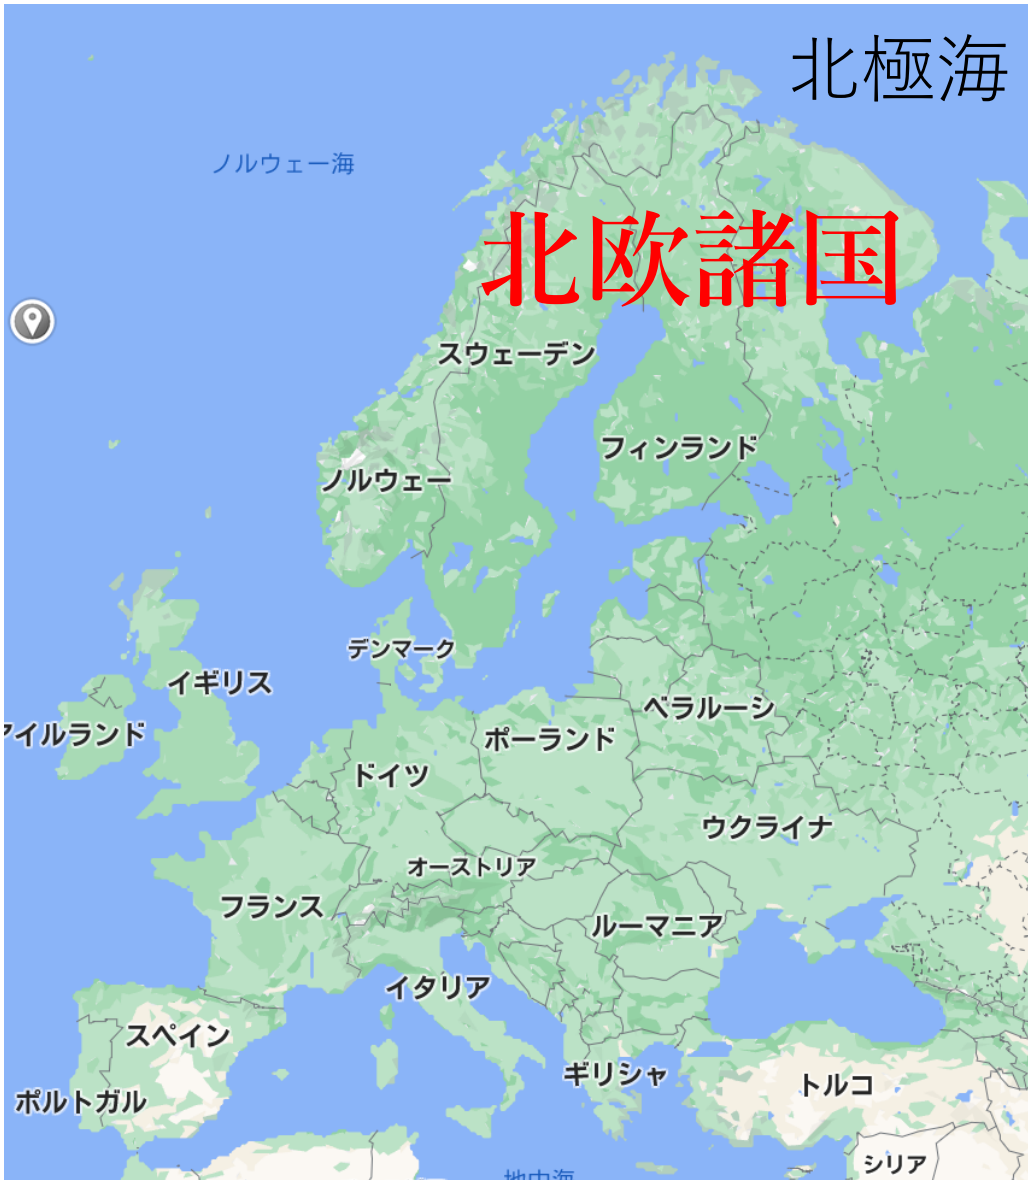 北極海
ノルウェー海
北欧諸国
スウェーデン
フィンランド
ノルウェー
デンマーク
イギリス
ベラルーシ
アイルランド
ポーランド
ドイツ
ウクライナ
オーストリア
フランス
ルーマニア
イタリア
スペイン
ギリシャ
トルコ
ポルトガル
シリア
地中海